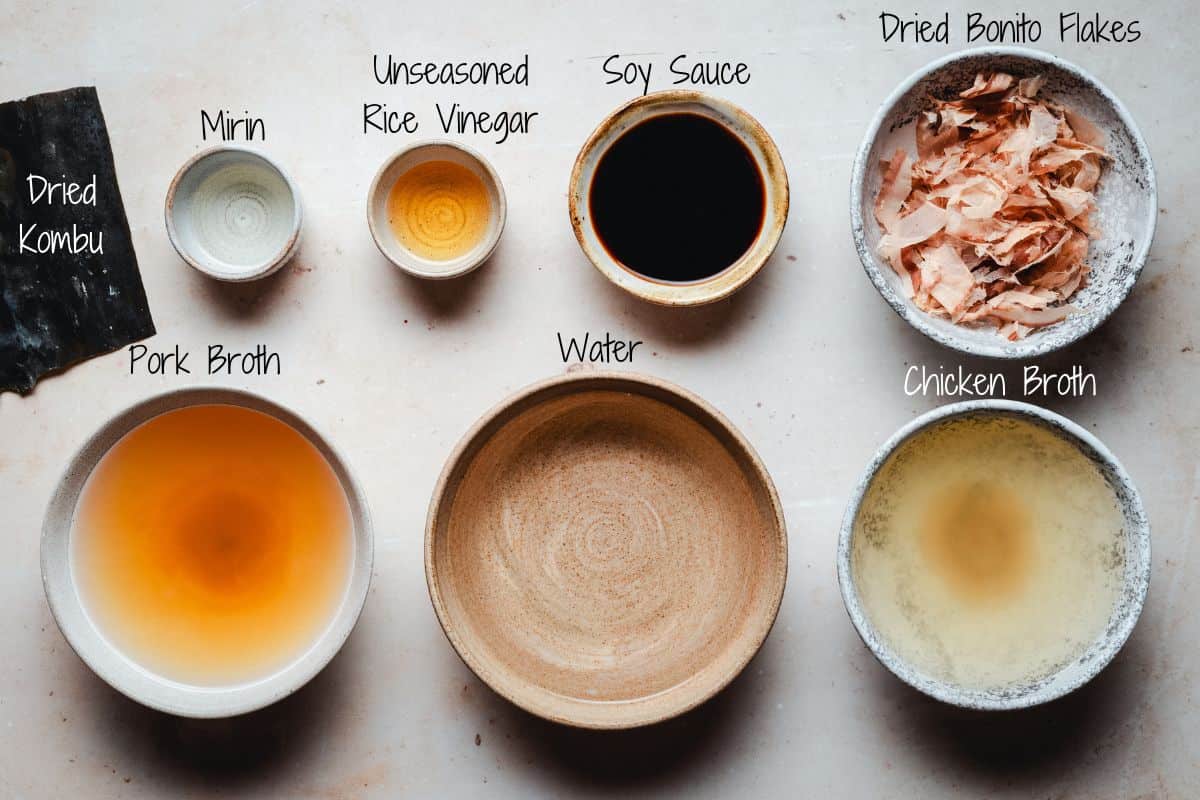 Dried Bonito Flakes
Unseasoned
Rice Vinegar
Soy Sauce
Mirin
Dried
Kombu
Pork Broth
Water
Chicken Broth